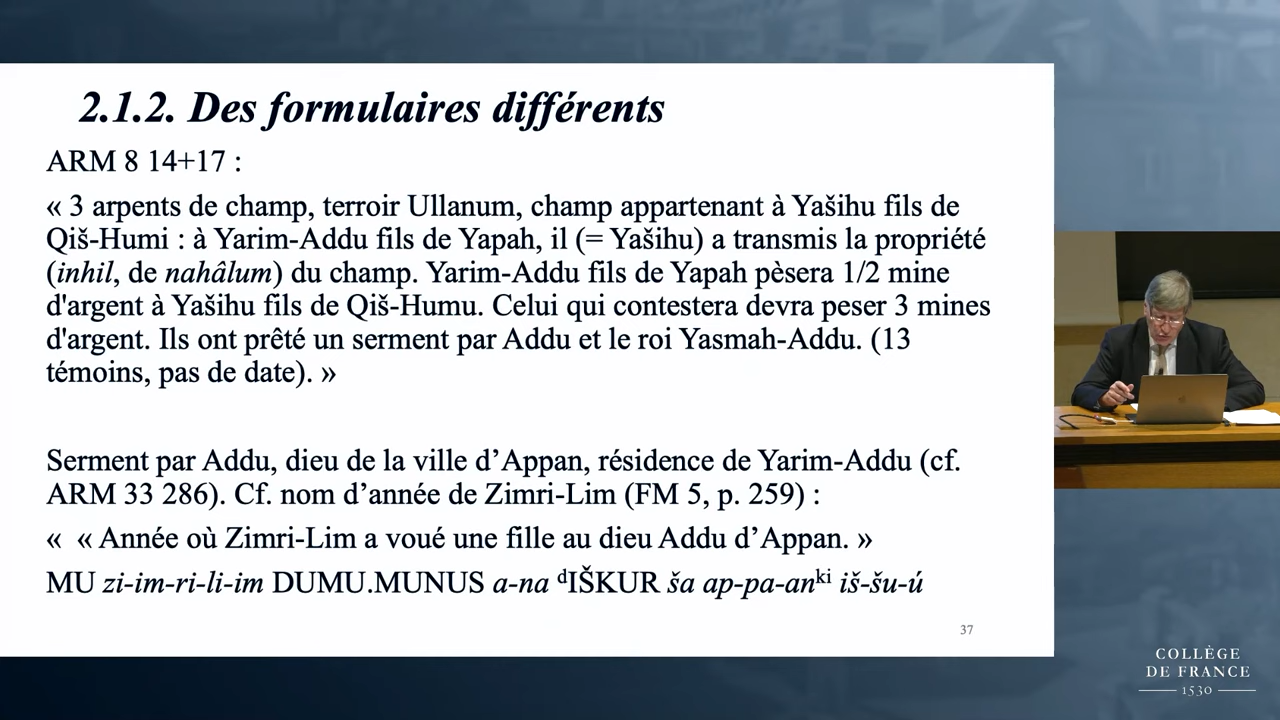 2.1.2. Des formulaires différents
ARM 8 14+17 :
« 3 arpents de champ, terroir Ullanum, champ appartenant à Yašihu fils de
Qiš-Humi : à Yarim-Addu fils de Yapah, il (= Yašihu) a transmis la propriété
(inhil, de nahâlum) du champ. Yarim-Addu fils de Yapah pèsera 1/2 mine
d'argent à Yašihu fils de Qiš-Humu. Celui qui contestera devra peser 3 mines
d'argent. Ils ont prêté un serment par Addu et le roi Yasmah-Addu. (13
témoins, pas de date). »
Serment par Addu, dieu de la ville d’Appan, résidence de Yarim-Addu (cf.
ARM 33 286). Cf. nom d’année de Zimri-Lim (FM 5, p. 259) :
« « Année où Zimri-Lim a voué une fille au dieu Addu d’Appan. »
MU zi-im-ri-li-im DUMU.MUNUS a-na ᵈIŠKUR ša ap-pa-anᵏⁱ iš-šu-ú
37
COLLÈGE
DE FRANCE
1530